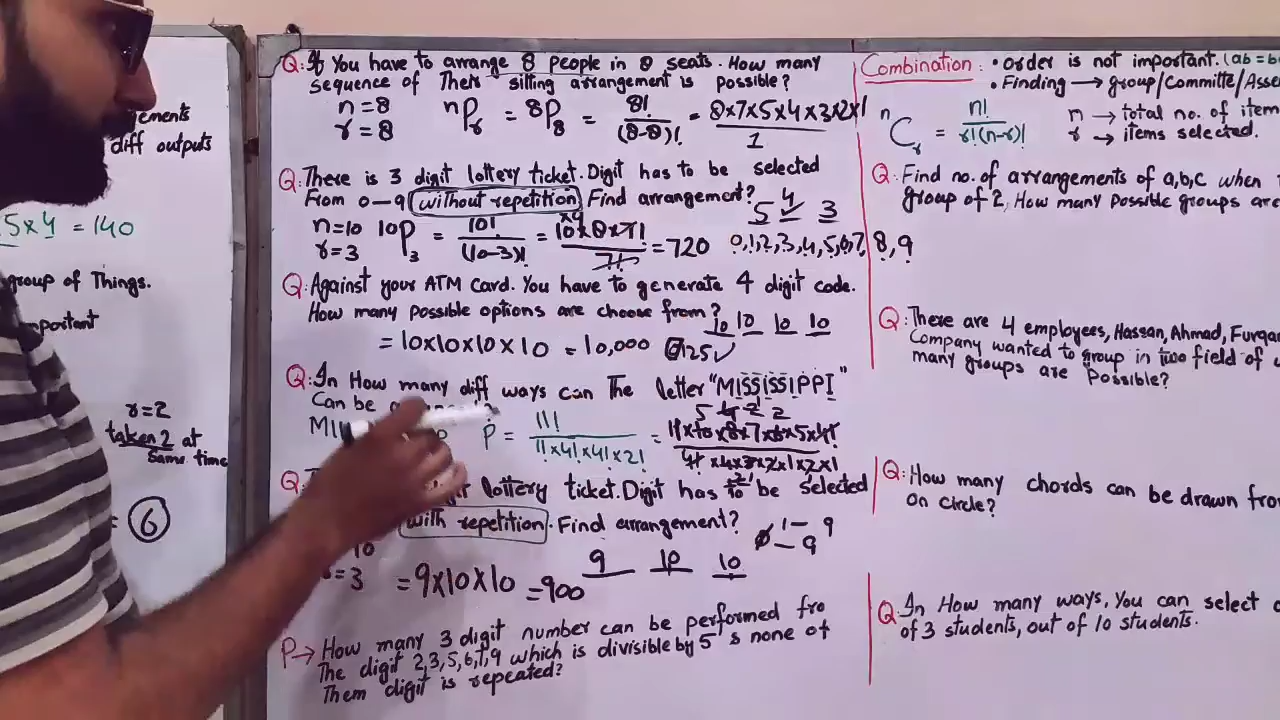 ements
diff outputs
5x4 = 140
group of Things.
portant
r=2
taken 2 at
Same time
= 6
Q: If You have to arrange 8 people in 8 seats. How many
sequence of Their sitting arrangement is possible?
n=8
r=8
nPr = 8P8 = 8!/(8-8)! = 8x7x5x4x3x2x1/1
Q: There is 3 digit lottery ticket. Digit has to be selected
From 0-9 without repetition Find arrangement?
5 4 3
n=10
r=3
10P3 = 10!/(10-3)! = 10x8x7!/7! = 720
x9
0,1,2,3,4,5,6,7,8,9
Q: Against your ATM card. You have to generate 4 digit code.
How many possible options are choose from?
10 10 10 10
= 10x10x10x10 = 10,000 0125✓
Q: In How many diff ways can The letter "MISSISSIPPI"
Can be
P = 11!/1!x4!x4!x2!
Q:
lottery ticket. Digit has to be selected
with repetition. Find arrangement?
1-9
0-9
9 10 10
10
=3 = 9x10x10 = 900
P→ How many 3 digit number can be performed fro
The digit 2,3,5,6,7,9 which is divisible by 5 & none of
Them digit is repeated?
Combination: • Order is not important. (ab = b
• Finding → group/Committe/Asse
nCr = n!/r!(n-r)!
n → total no. of item
r → items selected.
Q: Find no. of arrangements of a,b,c when
group of 2, How many possible groups are
Q: There are 4 employees, Hassan, Ahmad, Furqa
Company wanted to group in two field of
many groups are possible?
Q: How many chords can be drawn from
on circle?
Q: In How many ways, You can select
of 3 students, out of 10 students.